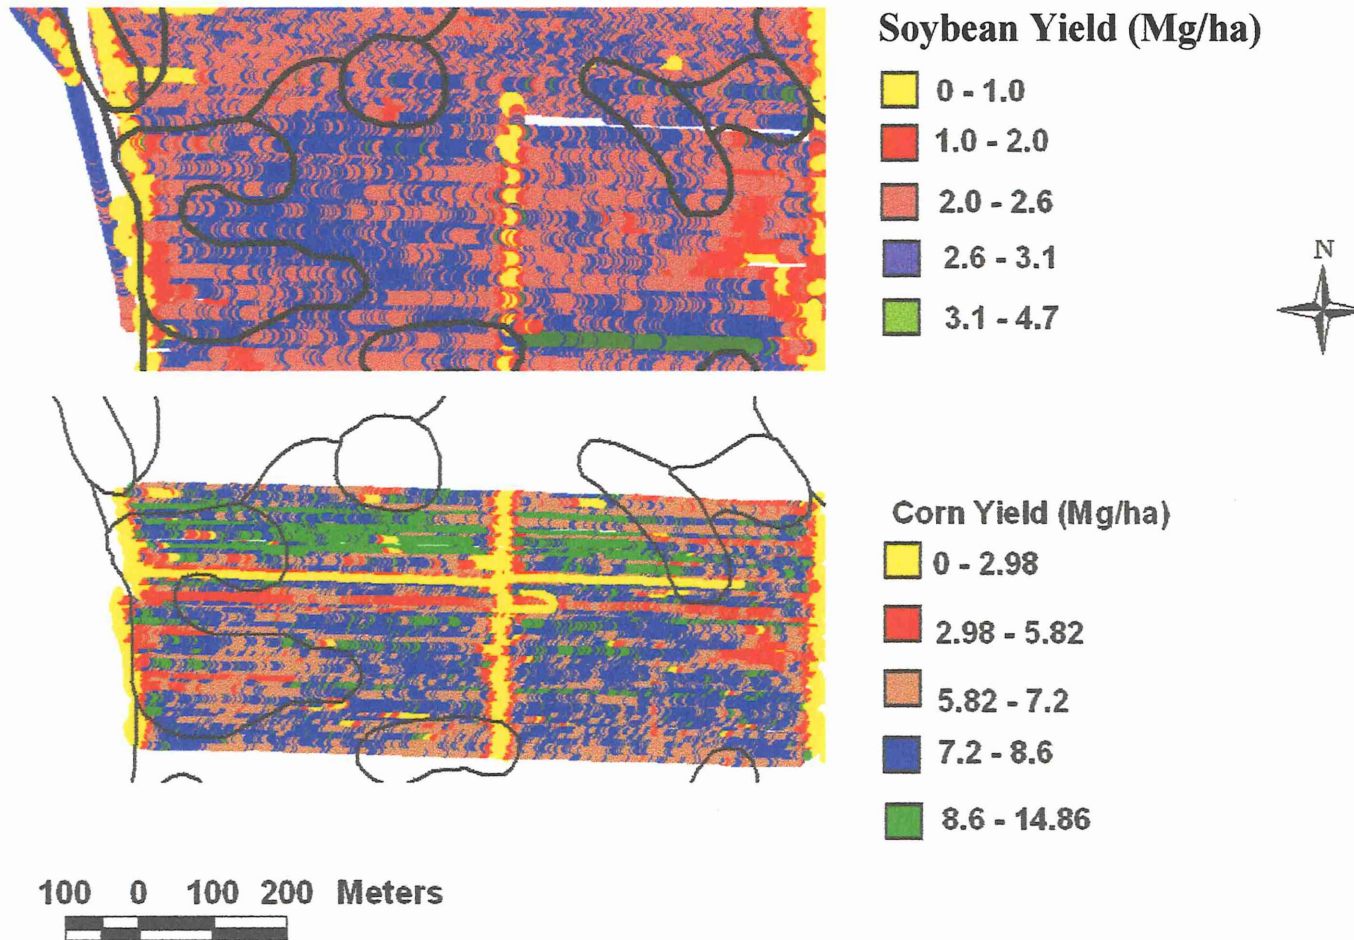 Soybean Yield (Mg/ha)
0 - 1.0
1.0 - 2.0
2.0 - 2.6
2.6 - 3.1
3.1 - 4.7
N
Corn Yield (Mg/ha)
0 - 2.98
2.98 - 5.82
5.82 - 7.2
7.2 - 8.6
8.6 - 14.86
100 0 100 200 Meters